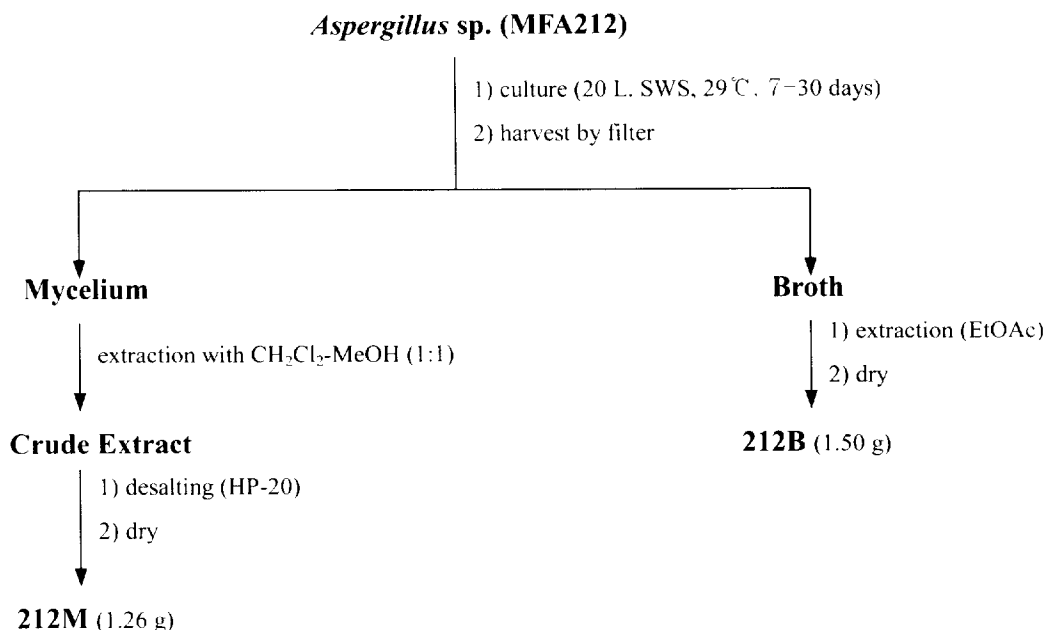 Aspergillus sp. (MFA212)
1) culture (20 L. SWS, 29℃, 7-30 days)
2) harvest by filter
Mycelium
extraction with CH₂Cl₂-MeOH (1:1)
Crude Extract
1) desalting (HP-20)
2) dry
212M (1.26 g)
Broth
1) extraction (EtOAc)
2) dry
212B (1.50 g)